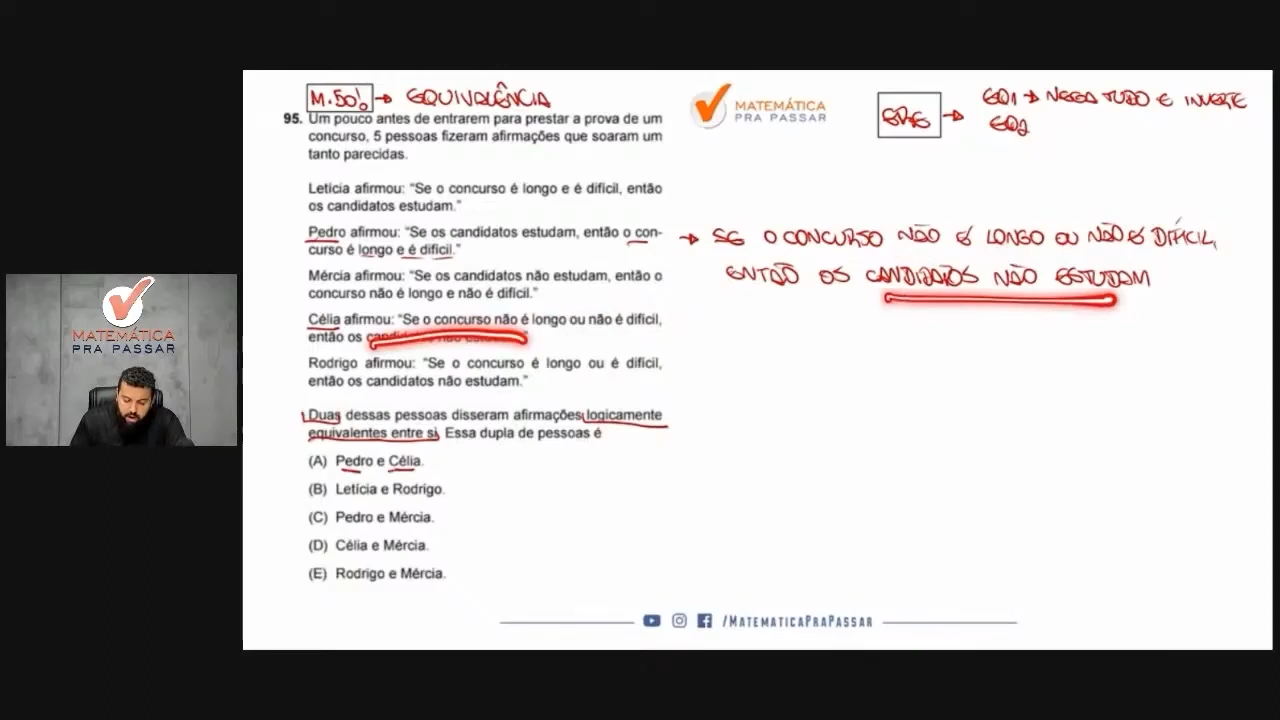 M.50! → EQUIVALÊNCIA
95. Um pouco antes de entrarem para prestar a prova de um
concurso, 5 pessoas fizeram afirmações que soaram um
tanto parecidas.
Letícia afirmou: “Se o concurso é longo e é difícil, então
os candidatos estudam.”
Pedro afirmou: “Se os candidatos estudam, então o con-
curso é longo e é difícil.”
Mércia afirmou: “Se os candidatos não estudam, então o
concurso não é longo e não é difícil.”
Célia afirmou: “Se o concurso não é longo ou não é difícil,
então os candidatos não estudam.”
Rodrigo afirmou: “Se o concurso é longo ou é difícil,
então os candidatos não estudam.”
Duas dessas pessoas disseram afirmações logicamente
equivalentes entre si. Essa dupla de pessoas é
(A) Pedro e Célia.
(B) Letícia e Rodrigo.
(C) Pedro e Mércia.
(D) Célia e Mércia.
(E) Rodrigo e Mércia.
MATEMÁTICA
PRA PASSAR
→ EQ1 → NEGA TUDO E INVERTE
EQ2
→ SE O CONCURSO NÃO É LONGO OU NÃO É DIFÍCIL,
ENTÃO OS CANDIDATOS NÃO ESTUDAM
MATEMÁTICA
PRA PASSAR
/MATEMATICAPRAPASSAR